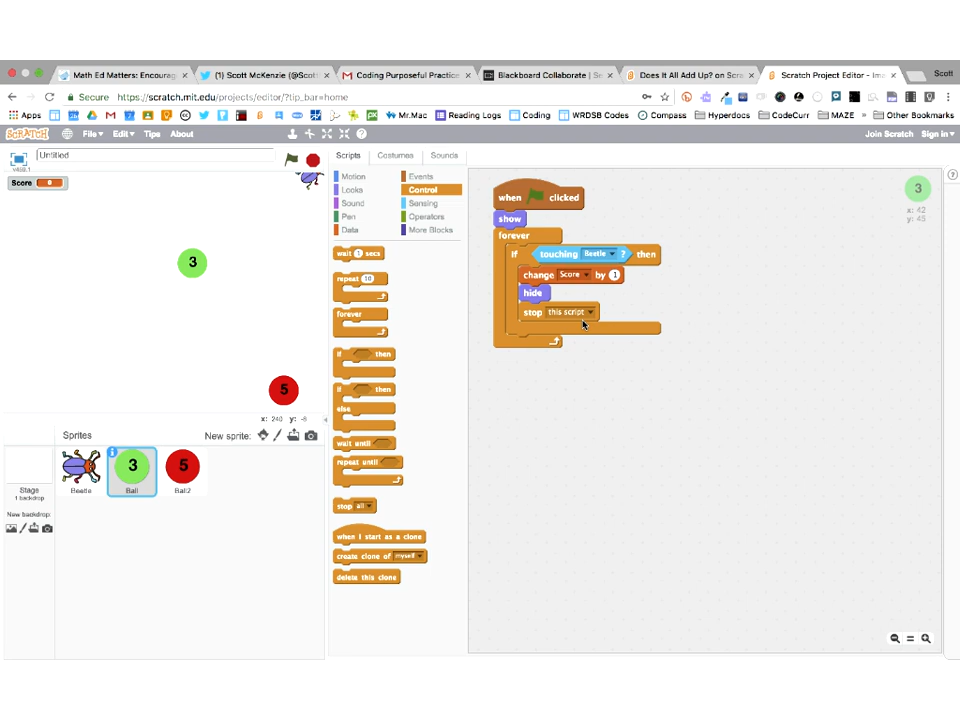 Math Ed Matters: Encourag
(1) Scott McKenzie (@Scott
Coding Purposeful Practice
Blackboard Collaborate | Se
Does It All Add Up? on Scra
Scratch Project Editor - Ima
Scott
Secure
https://scratch.mit.edu/projects/editor/?tip_bar=home
Apps
Mr.Mac
Reading Logs
Coding
WRDSB Codes
Compass
Hyperdocs
CodeCurr
MAZE
»
Other Bookmarks
SCRATCH
File
Edit
Tips
About
Join Scratch
Sign in
Untitled
v459.1
Score 0
3
5
x: 240 y: -6
Sprites
New sprite:
Stage
1 backdrop
New backdrop:
Beetle
3
Ball
5
Ball2
Scripts
Costumes
Sounds
Motion
Events
Looks
Control
Sound
Sensing
Pen
Operators
Data
More Blocks
wait 1 secs
repeat 10
forever
if then
if then
else
wait until
repeat until
stop all
when I start as a clone
create clone of myself
delete this clone
when clicked
show
forever
if touching Beetle ? then
change Score by 1
hide
stop this script
3
x: 42
y: 45
?